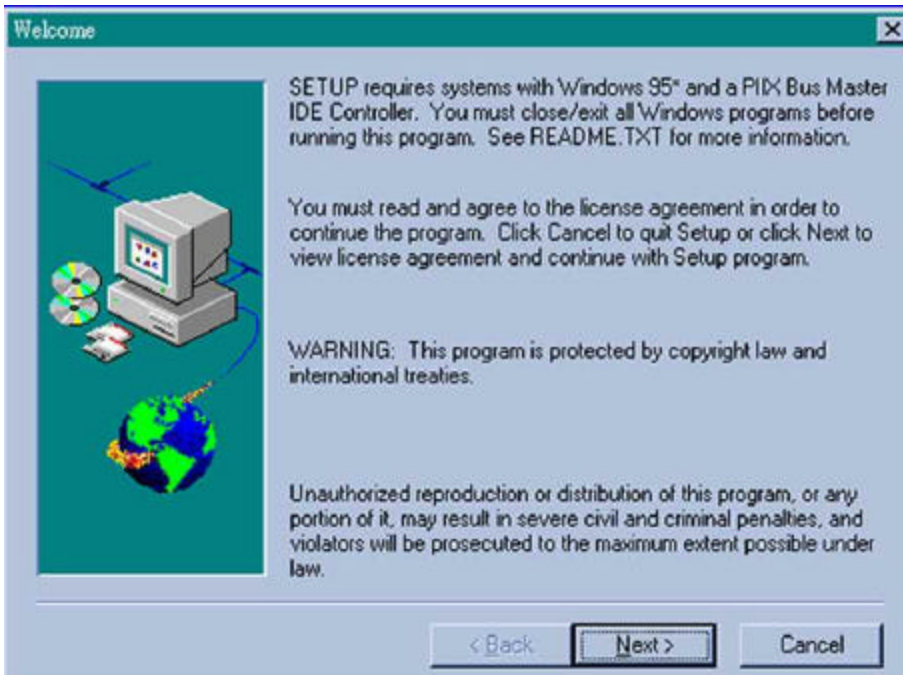 Welcome
SETUP requires systems with Windows 95* and a PIIX Bus Master
IDE Controller. You must close/exit all Windows programs before
running this program. See README.TXT for more information.
You must read and agree to the license agreement in order to
continue the program. Click Cancel to quit Setup or click Next to
view license agreement and continue with Setup program.
WARNING: This program is protected by copyright law and
international treaties.
Unauthorized reproduction or distribution of this program, or any
portion of it, may result in severe civil and criminal penalties, and
violators will be prosecuted to the maximum extent possible under
law.
< Back
Next >
Cancel